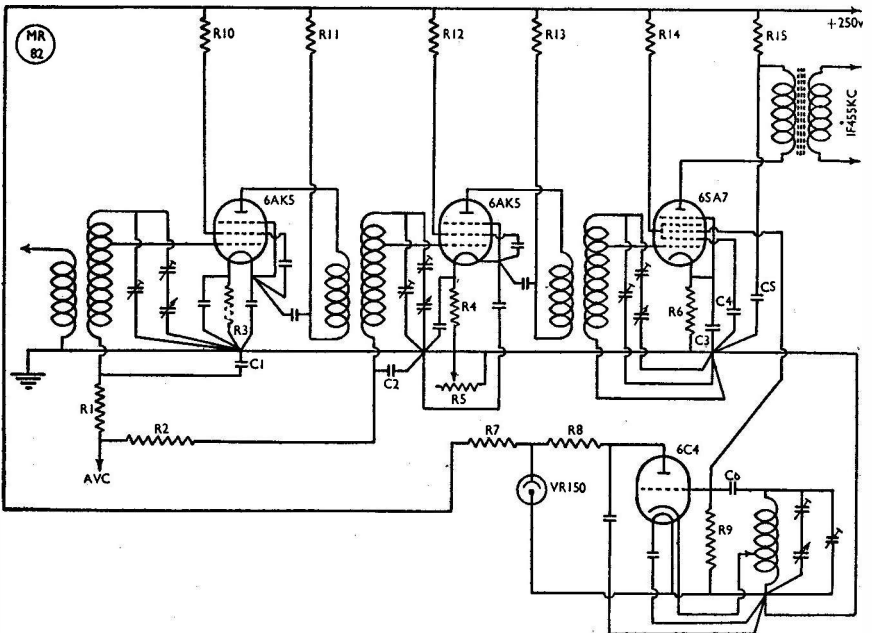 MR
82
R10
R11
R12
R13
R14
R15
+250v
IF455KC
6AK5
6AK5
6SA7
R3
R4
R6
C4
C5
C3
C1
C2
R5
R1
R2
AVC
R7
R8
6C4
VR150
C6
R9